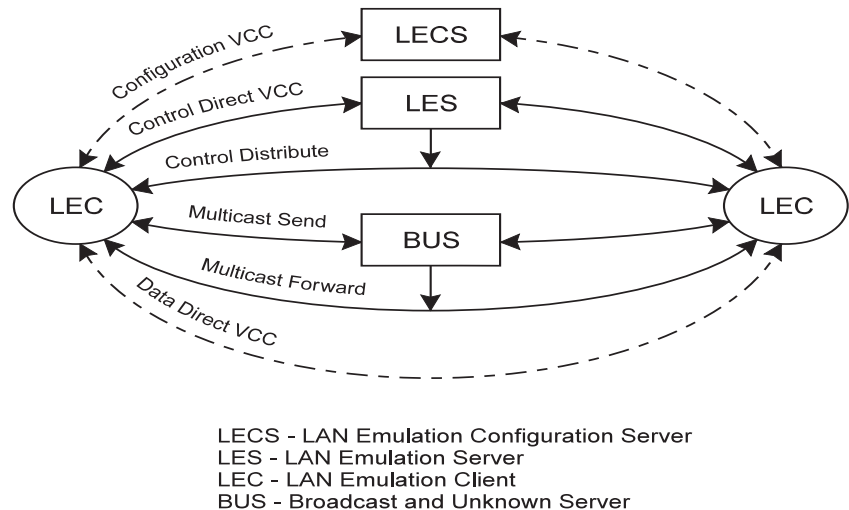 LECS
Configuration VCC
LES
Control Direct VCC
Control Distribute
LEC
LEC
Multicast Send
BUS
Multicast Forward
Data Direct VCC
LECS - LAN Emulation Configuration Server
LES - LAN Emulation Server
LEC - LAN Emulation Client
BUS - Broadcast and Unknown Server